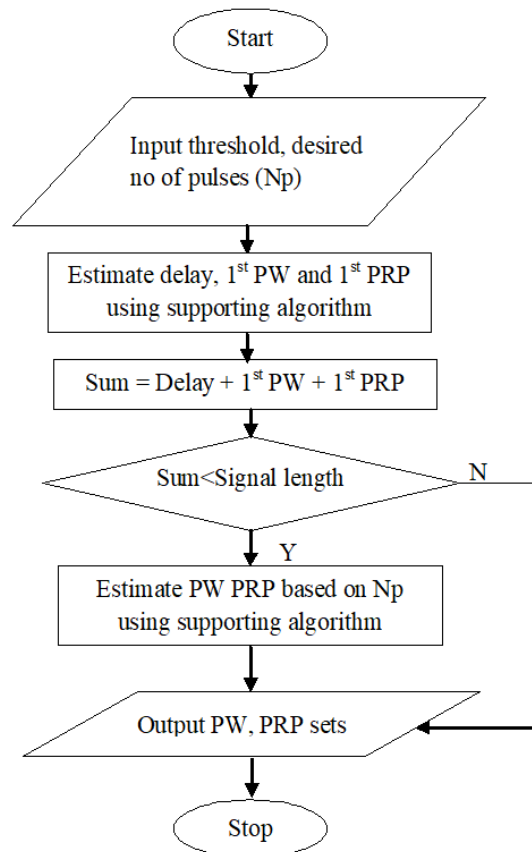 Start
Input threshold, desired
no of pulses (Np)
Estimate delay, 1st PW and 1st PRP
using supporting algorithm
Sum = Delay + 1st PW + 1st PRP
Sum<Signal length
N
Y
Estimate PW PRP based on Np
using supporting algorithm
Output PW, PRP sets
Stop